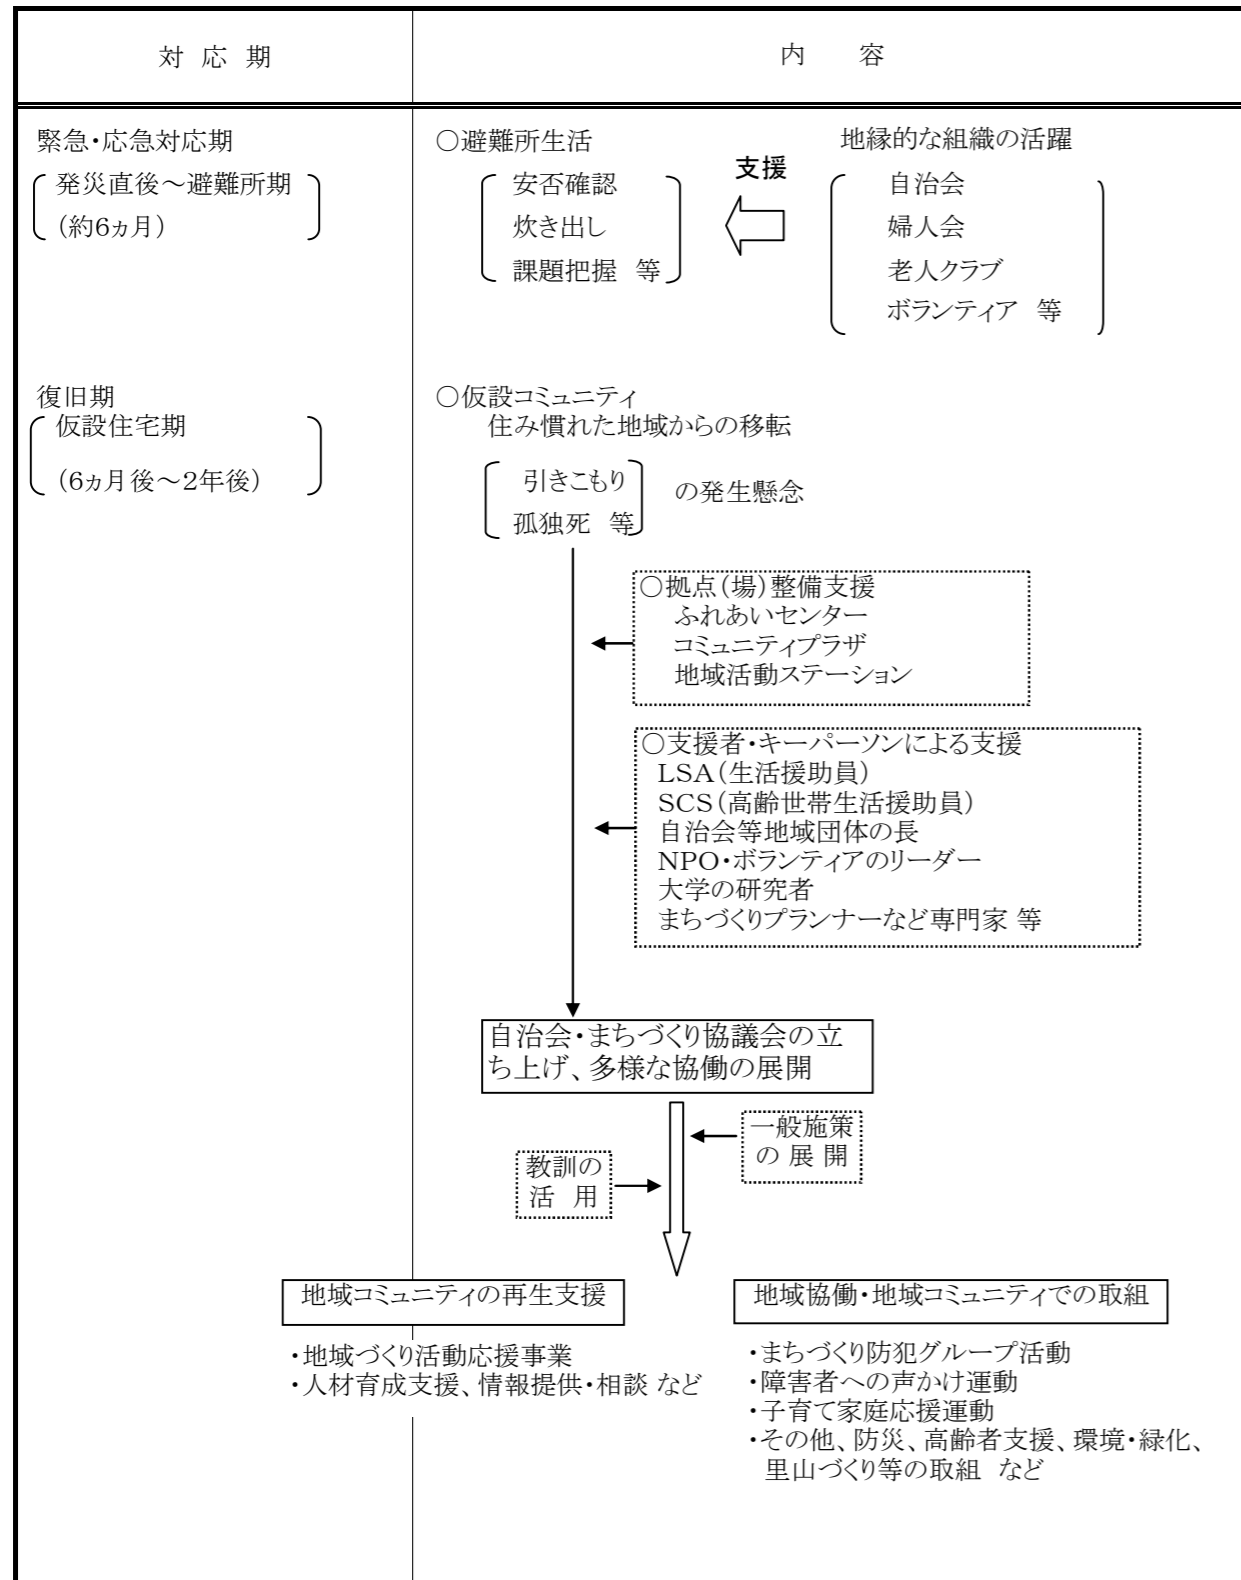 対 応 期
内　容
緊急・応急対応期
発災直後～避難所期
(約6ヵ月)
○避難所生活
安否確認
炊き出し
課題把握 等
支援
地縁的な組織の活躍
自治会
婦人会
老人クラブ
ボランティア 等
復旧期
仮設住宅期
(6ヵ月後～2年後)
○仮設コミュニティ
住み慣れた地域からの移転
引きこもり
孤独死 等
の発生懸念
○拠点(場)整備支援
ふれあいセンター
コミュニティプラザ
地域活動ステーション
○支援者・キーパーソンによる支援
LSA(生活援助員)
SCS(高齢世帯生活援助員)
自治会等地域団体の長
NPO・ボランティアのリーダー
大学の研究者
まちづくりプランナーなど専門家 等
自治会・まちづくり協議会の立
ち上げ、多様な協働の展開
一般施策
の 展 開
教訓の
活 用
地域コミュニティの再生支援
・地域づくり活動応援事業
・人材育成支援、情報提供・相談 など
地域協働・地域コミュニティでの取組
・まちづくり防犯グループ活動
・障害者への声かけ運動
・子育て家庭応援運動
・その他、防災、高齢者支援、環境・緑化、
里山づくり等の取組 など